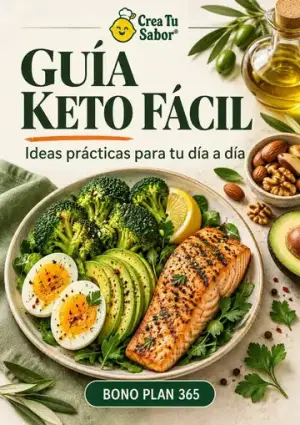 Crea Tu
Sabor®
GUÍA
KETO FÁCIL
Ideas prácticas para tu día a día
BONO PLAN 365